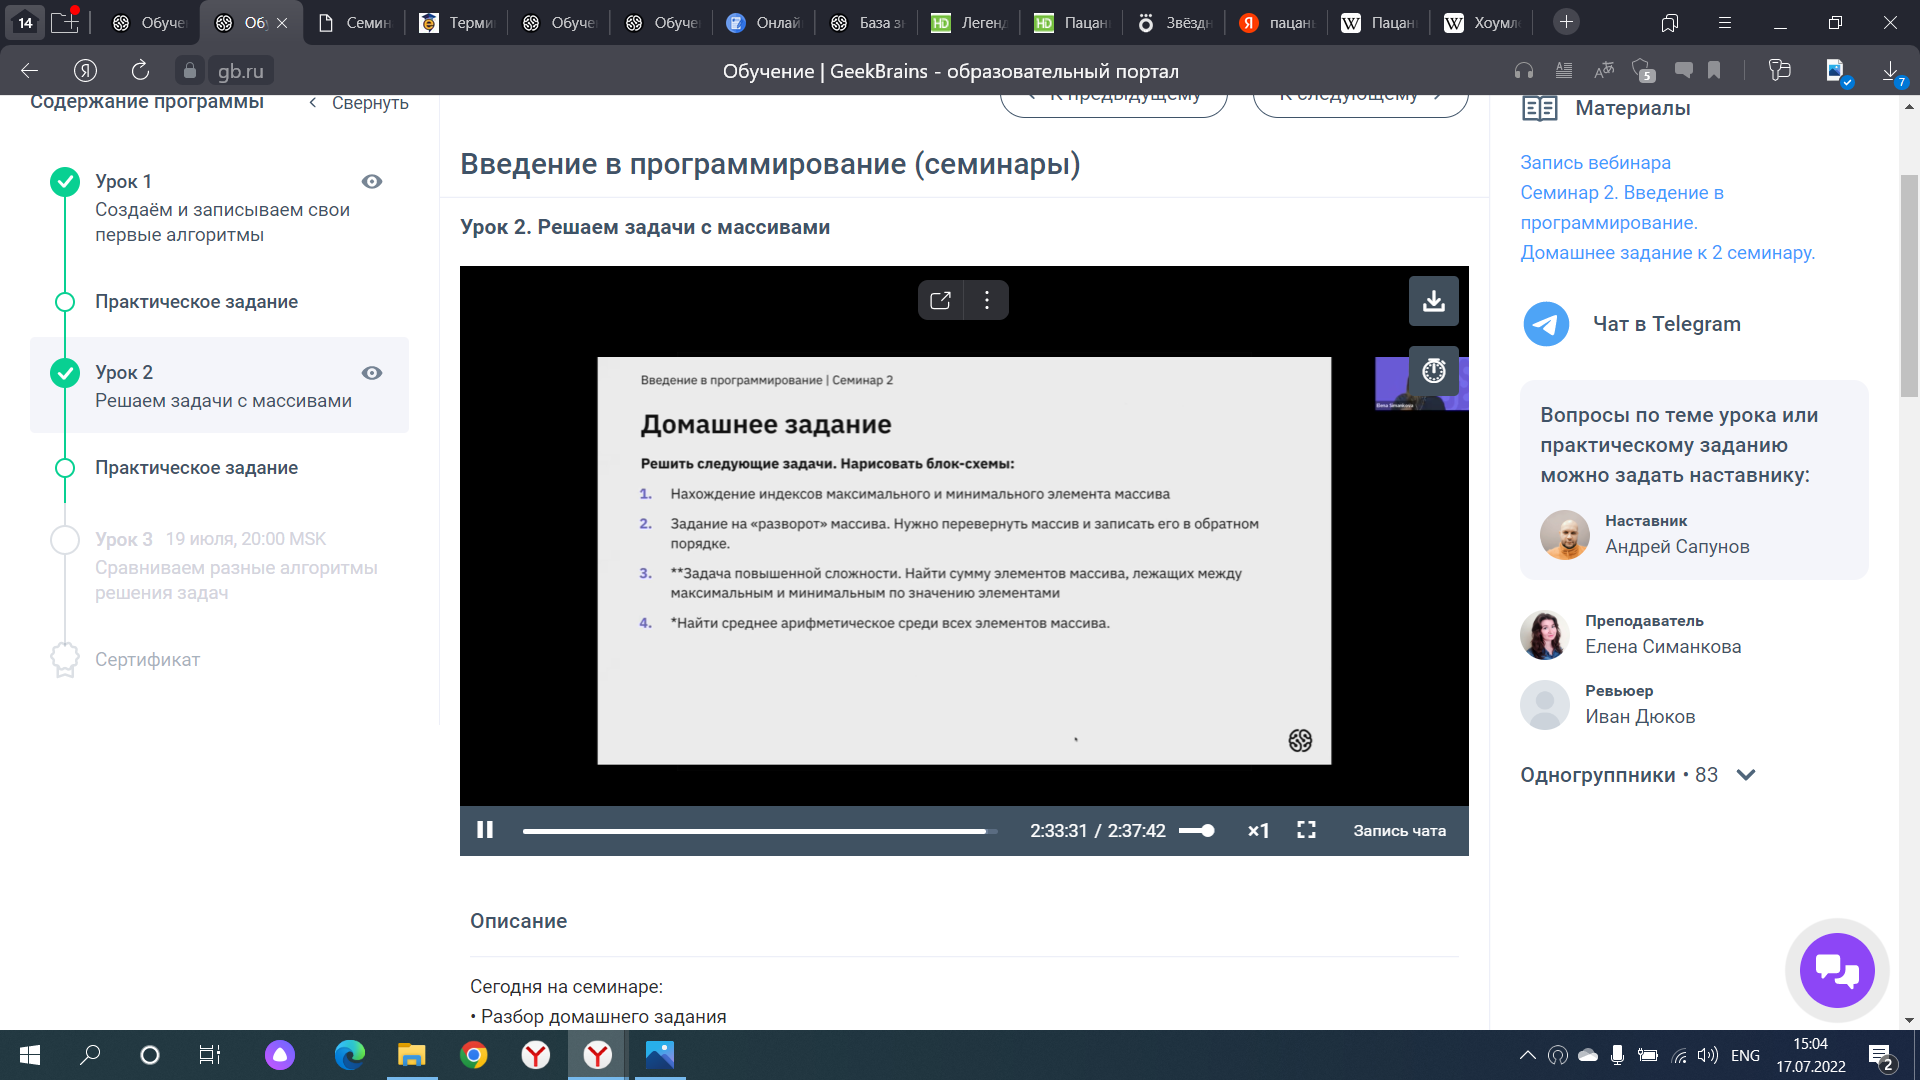 14
Обуче
Обу
Семин
Терми
Обуче
Обуче
Онлай
База зн
HD Легенд
HD Пацан
Звёздн
Я пацань
W Пацан
W Хоумло
Я
gb.ru
Обучение | GeekBrains - образовательный портал
5
7
Содержание программы
Свернуть
Урок 1
Создаём и записываем свои
первые алгоритмы
Практическое задание
Урок 2
Решаем задачи с массивами
Практическое задание
Урок 3 19 июля, 20:00 MSK
Сравниваем разные алгоритмы
решения задач
Сертификат
К предыдущему
К следующему
Введение в программирование (семинары)
Урок 2. Решаем задачи с массивами
Введение в программирование | Семинар 2
Домашнее задание
Решить следующие задачи. Нарисовать блок-схемы:
1. Нахождение индексов максимального и минимального элемента массива
2. Задание на «разворот» массива. Нужно перевернуть массив и записать его в обратном
порядке.
3. **Задача повышенной сложности. Найти сумму элементов массива, лежащих между
максимальным и минимальным по значению элементами
4. *Найти среднее арифметическое среди всех элементов массива.
Elena Simankova
2:33:31 / 2:37:42
×1
Запись чата
Описание
Сегодня на семинаре:
• Разбор домашнего задания
Материалы
Запись вебинара
Семинар 2. Введение в
программирование.
Домашнее задание к 2 семинару.
Чат в Telegram
Вопросы по теме урока или
практическому заданию
можно задать наставнику:
Наставник
Андрей Сапунов
Преподаватель
Елена Симанкова
Ревьюер
Иван Дюков
Одногруппники • 83
ENG
15:04
17.07.2022
2